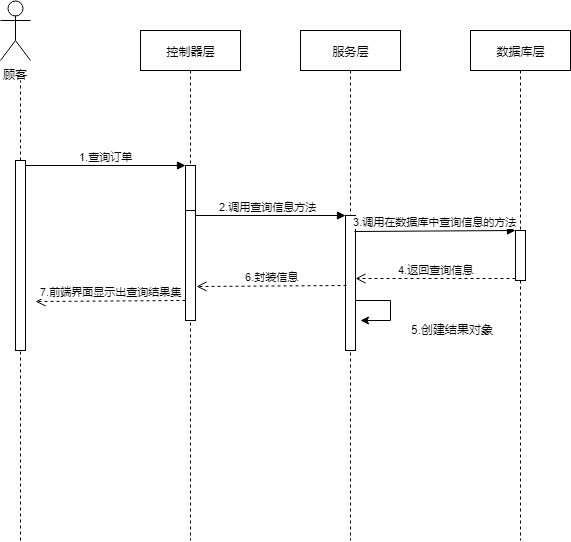 控制器层
服务层
数据库层
顾客
1.查询订单
2.调用查询信息方法
3.调用在数据库中查询信息的方法
4.返回查询信息
6.封装信息
7.前端界面显示出查询结果集
5.创建结果对象